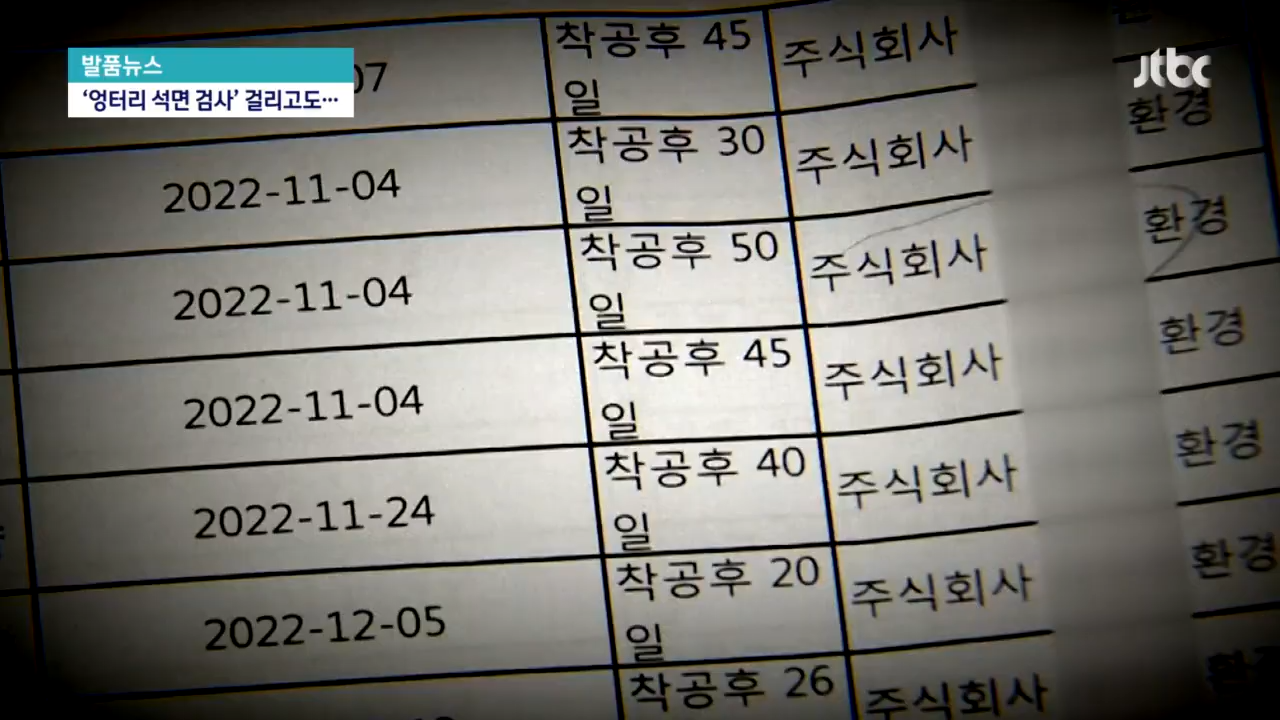 발품뉴스
'엉터리 석면 검사' 걸리고도…
jtbc
07
착공후 45
일
주식회사
환경
2022-11-04
착공후 30
일
주식회사
환경
2022-11-04
착공후 50
일
주식회사
환경
2022-11-04
착공후 45
일
주식회사
환경
2022-11-24
착공후 40
일
주식회사
환경
2022-12-05
착공후 20
일
주식회사
착공후 26
주식회사